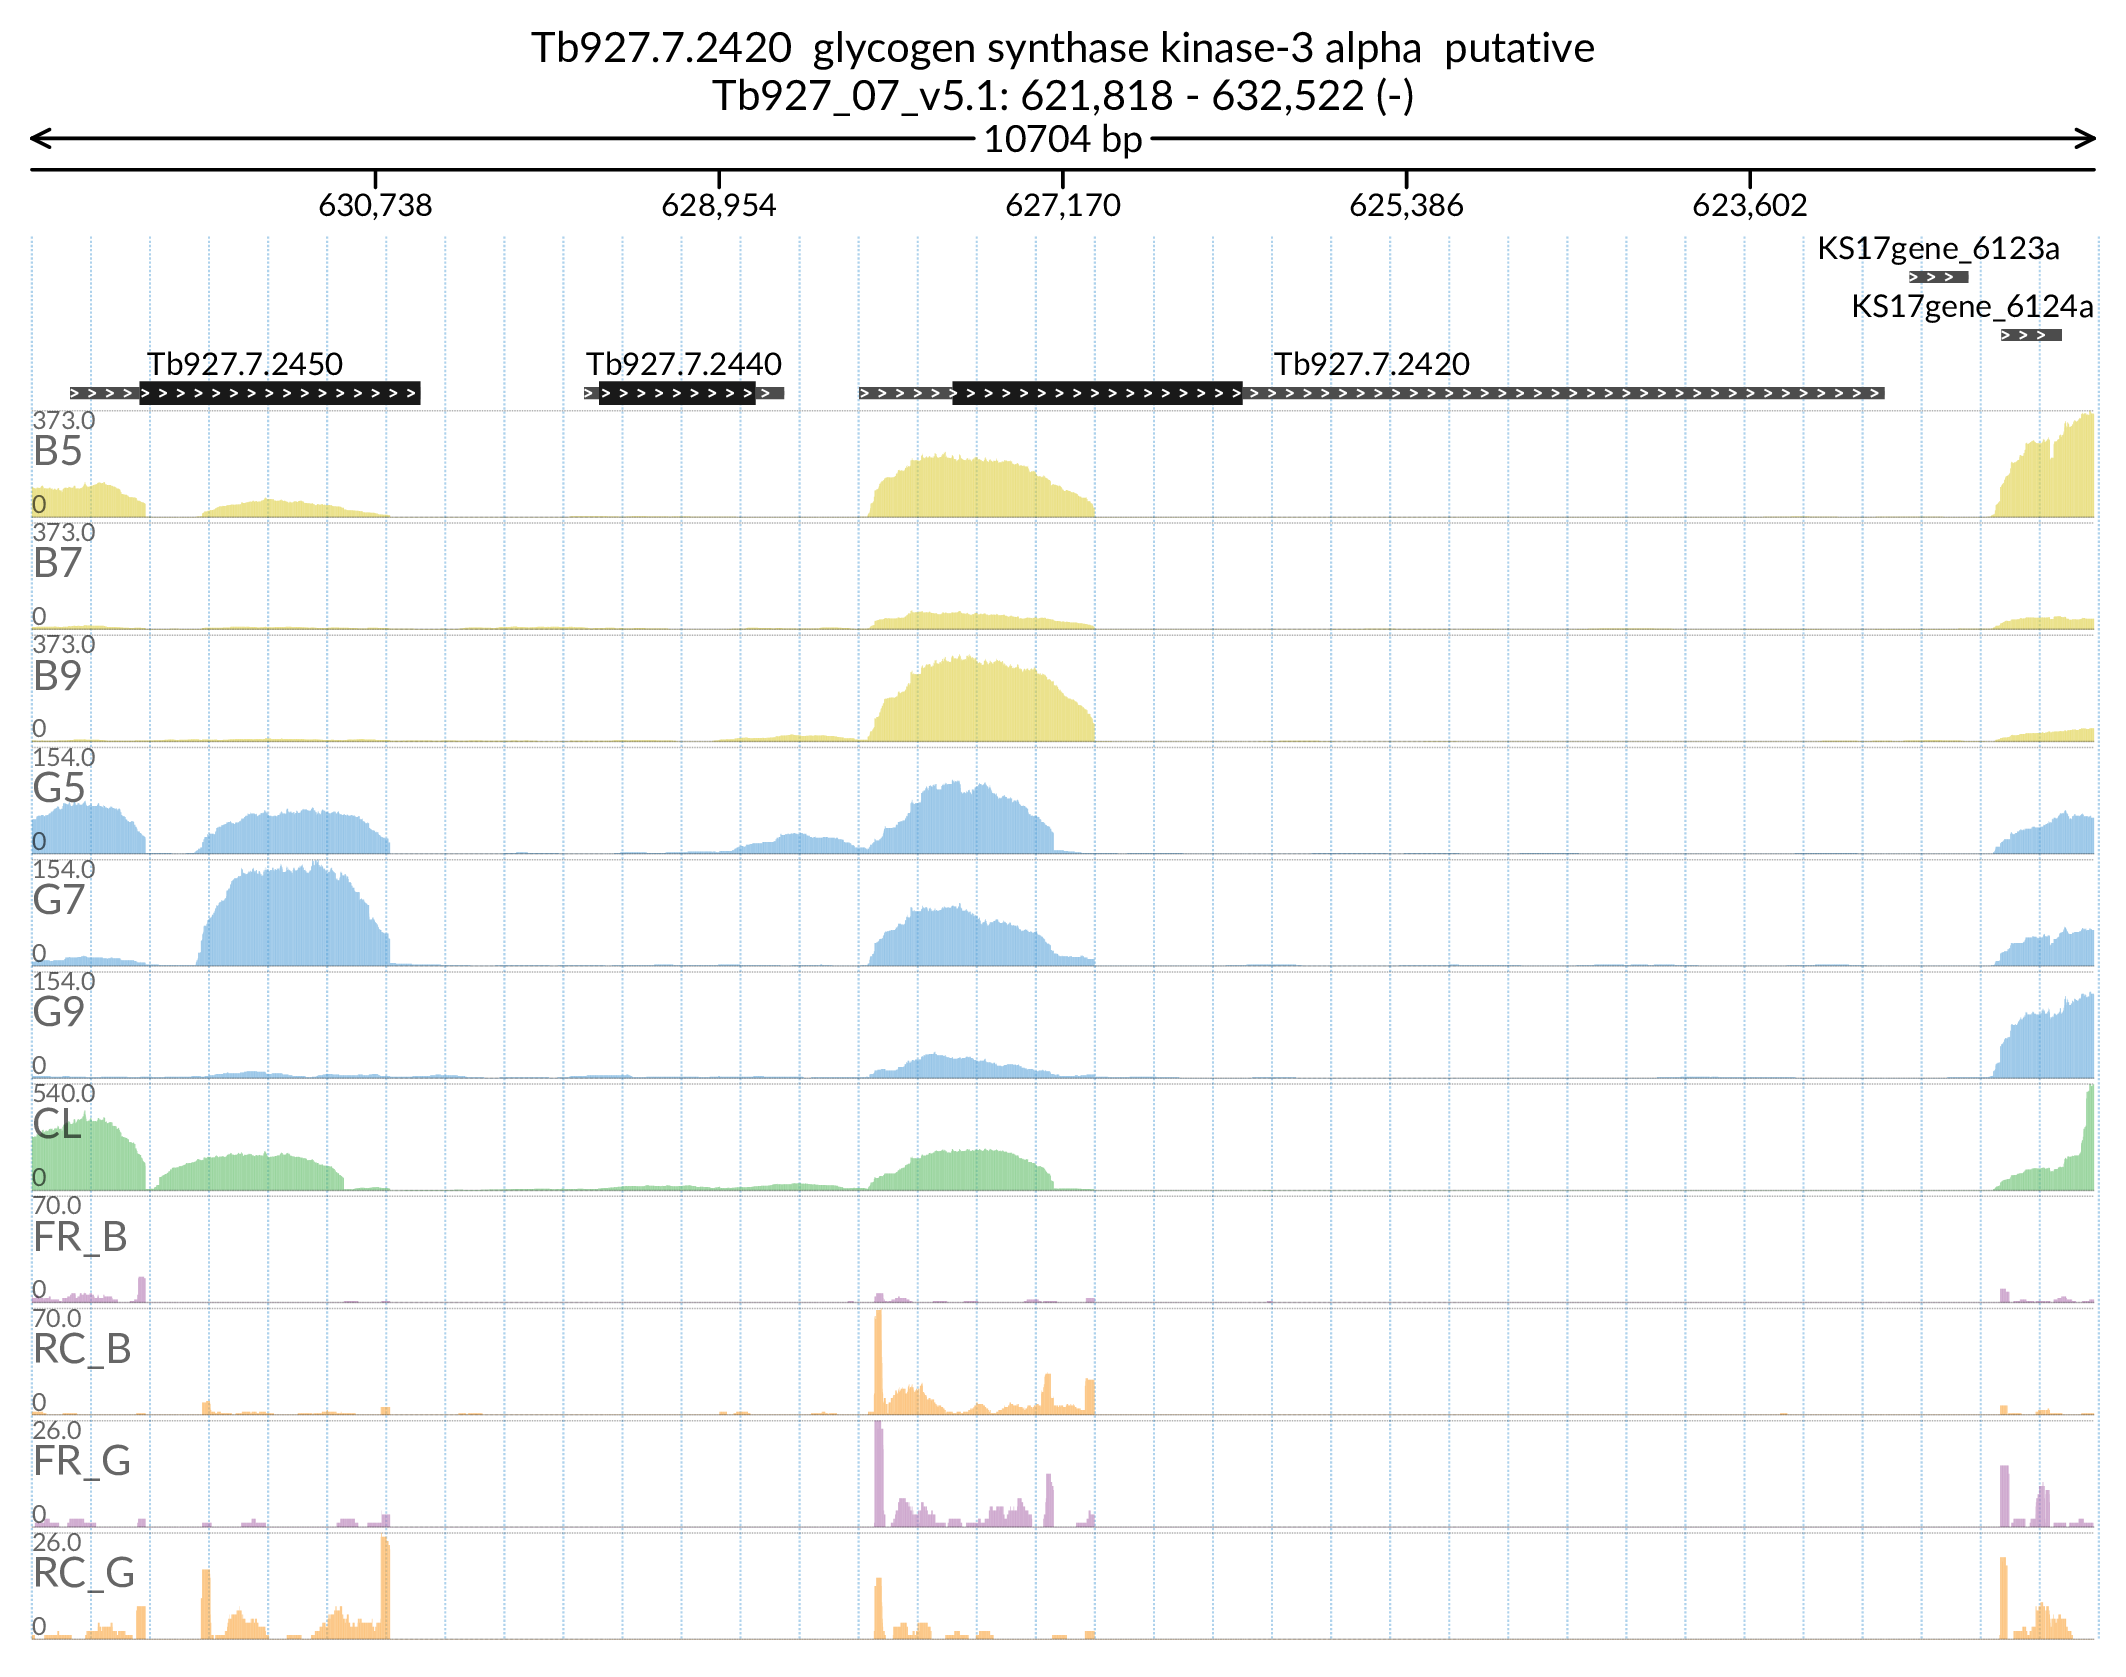 Tb927.7.2420  glycogen synthase kinase-3 alpha  putative
Tb927_07_v5.1: 621,818 - 632,522 (-)
10704 bp
630,738 628,954 627,170 625,386 623,602
KS17gene_6123a
KS17gene_6124a
Tb927.7.2450 Tb927.7.2440 Tb927.7.2420
373.0
B5
0
373.0
B7
0
373.0
B9
0
154.0
G5
0
154.0
G7
0
154.0
G9
0
540.0
CL
0
70.0
FR_B
0
70.0
RC_B
0
26.0
FR_G
0
26.0
RC_G
0